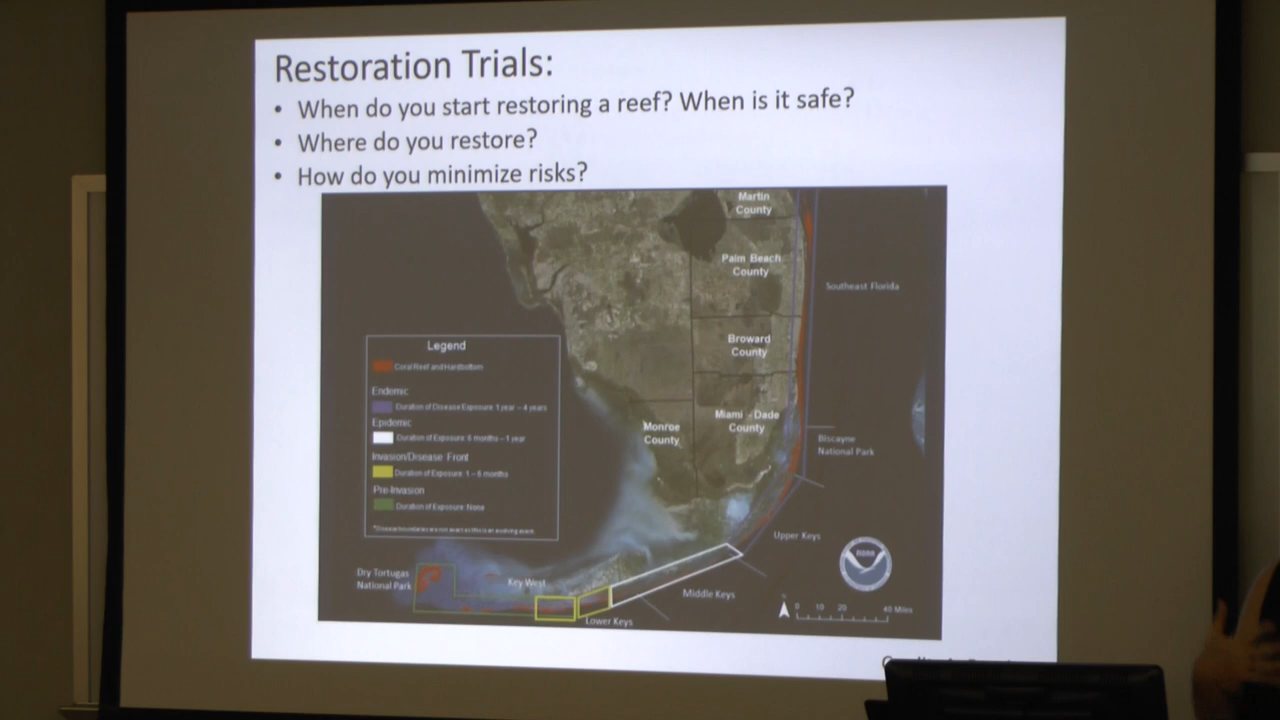 Restoration Trials:
• When do you start restoring a reef? When is it safe?
• Where do you restore?
• How do you minimize risks?
Martin
County
Palm Beach
County
Southeast Florida
Broward
County
Legend
Coral Reef and Hardbottom
Endemic
Duration of Disease Exposure: 1 year – 4 years
Epidemic
Duration of Exposure: 6 months – 1 year
Invasion/Disease Front
Duration of Exposure: 1 – 6 months
Pre-Invasion
Duration of Exposure: None
Miami - Dade
County
Monroe
County
Biscayne
National Park
Upper Keys
NOAA
Dry Tortugas
National Park
Key West
Middle Keys
Lower Keys
0 10 20 40 Miles